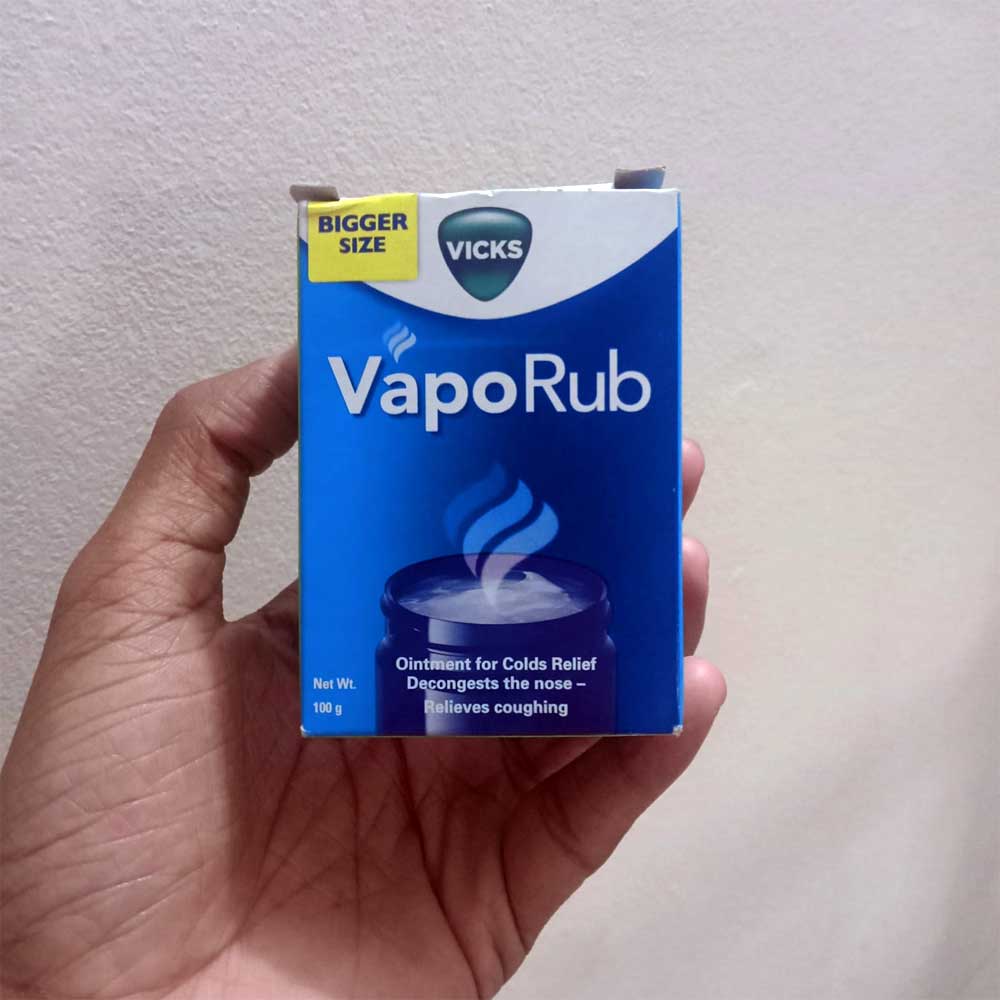 BIGGER
SIZE
VICKS
VapoRub
Ointment for Colds Relief
Decongests the nose –
Relieves coughing
Net Wt.
100 g